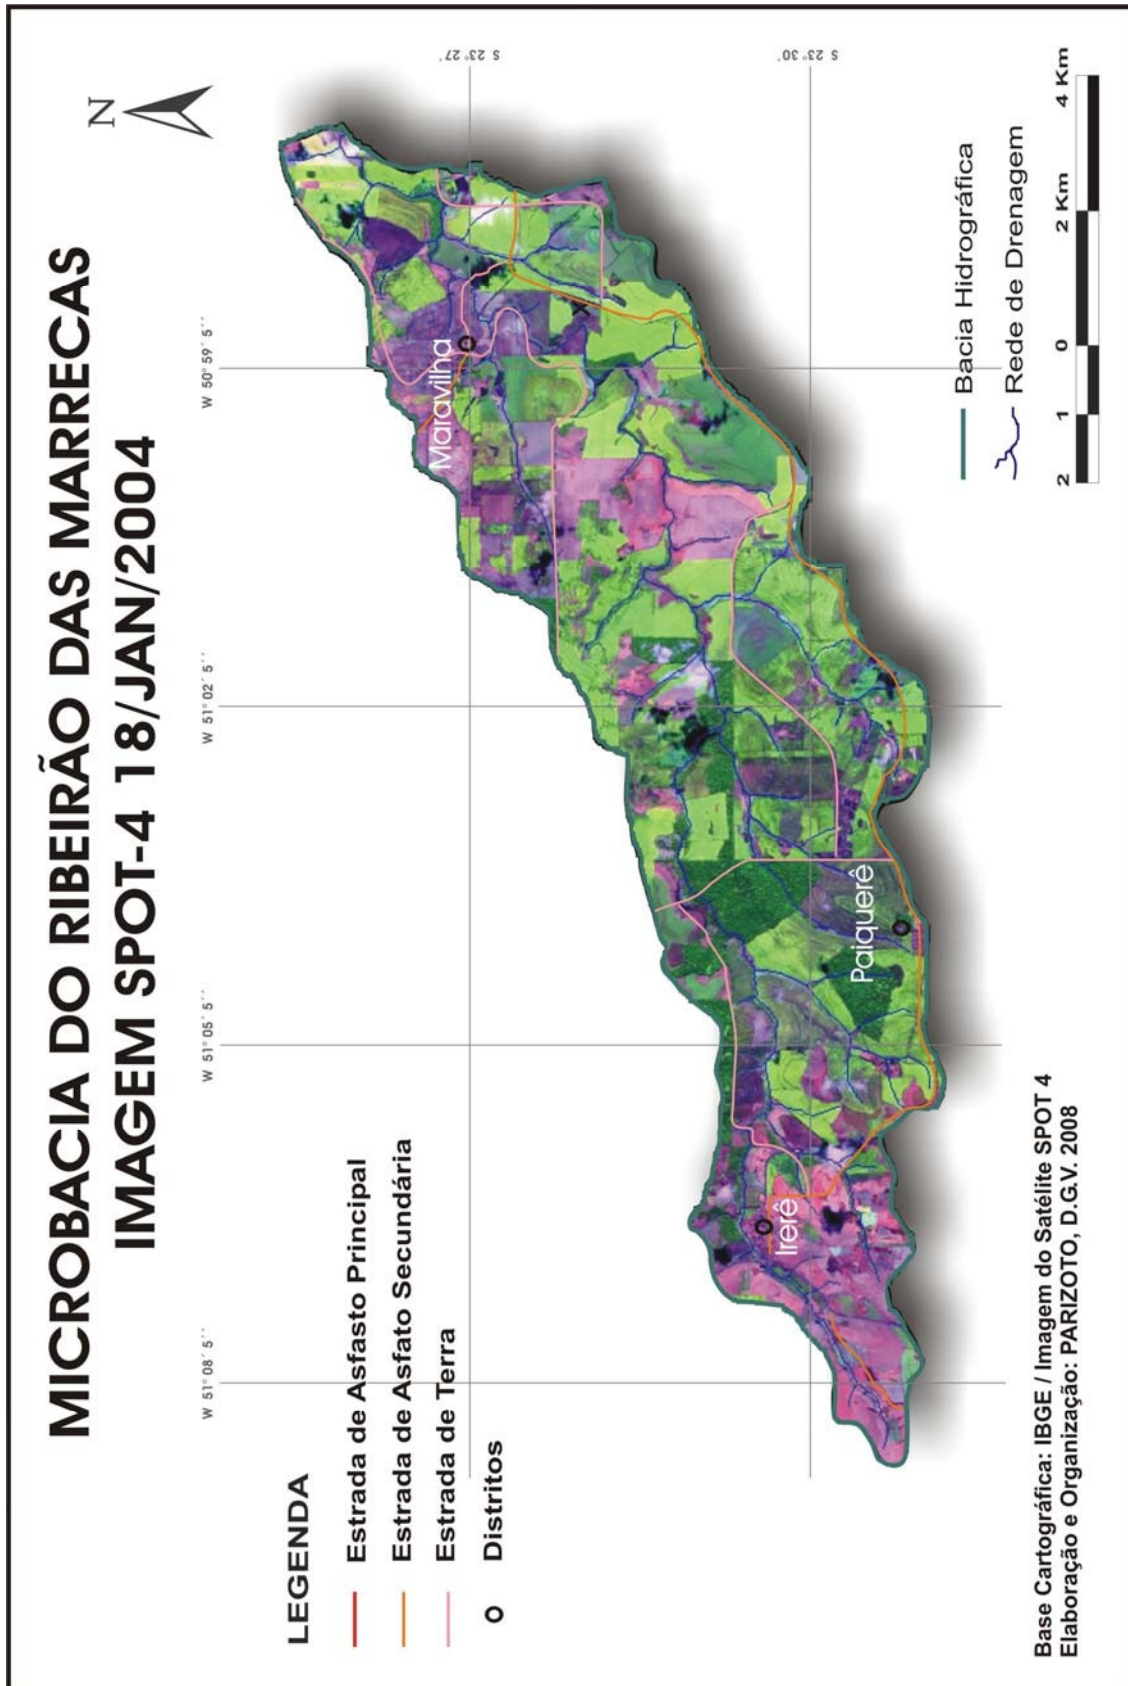 MICROBACIA DO RIBEIRÃO DAS MARRECAS
IMAGEM SPOT-4 18/JAN/2004
N
W 51° 08´ 5´´
W 51° 05´ 5´´
W 51° 02´ 5´´
W 50° 59´ 5´´
S 23° 27´
S 23° 30´
Maravilha
Paiquerê
Irerê
LEGENDA
Estrada de Asfasto Principal
Estrada de Asfato Secundária
Estrada de Terra
Distritos
Bacia Hidrográfica
Rede de Drenagem
2 1 0 2 Km 4 Km
Base Cartográfica: IBGE / Imagem do Satélite SPOT 4
Elaboração e Organização: PARIZOTO, D.G.V. 2008